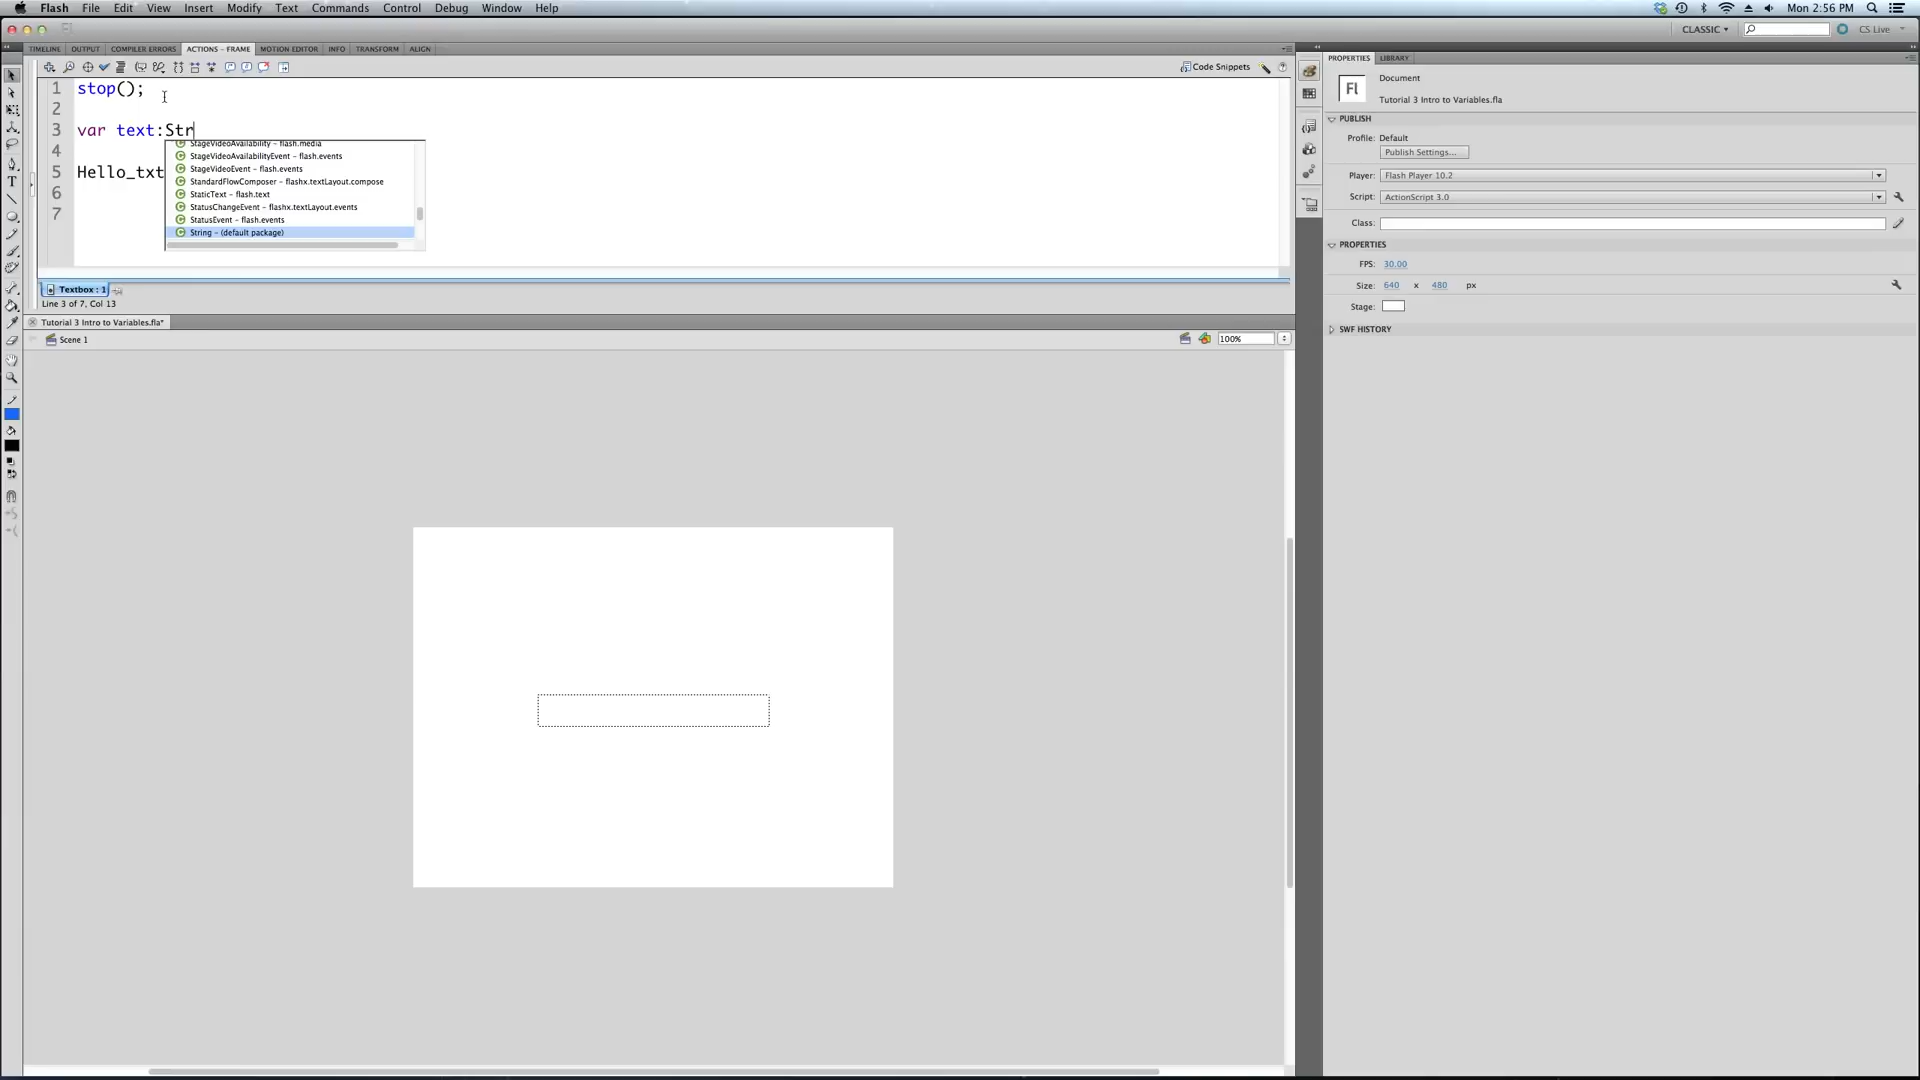 Flash File Edit View Insert Modify Text Commands Control Debug Window Help Mon 2:56 PM
CLASSIC CS Live
TIMELINE OUTPUT COMPILER ERRORS ACTIONS – FRAME MOTION EDITOR INFO TRANSFORM ALIGN
Code Snippets
1 stop();
2
3 var text:Str
4
5 Hello_txt
6
7
StageVideoAvailability – flash.media
StageVideoAvailabilityEvent – flash.events
StageVideoEvent – flash.events
StandardFlowComposer – flashx.textLayout.compose
StaticText – flash.text
StatusChangeEvent – flashx.textLayout.events
StatusEvent – flash.events
String – (default package)
Textbox : 1
Line 3 of 7, Col 13
Tutorial 3 Intro to Variables.fla*
Scene 1
100%
PROPERTIES LIBRARY
Fl
Document
Tutorial 3 Intro to Variables.fla
PUBLISH
Profile: Default
Publish Settings...
Player: Flash Player 10.2
Script: ActionScript 3.0
Class:
PROPERTIES
FPS: 30.00
Size: 640 x 480 px
Stage:
SWF HISTORY